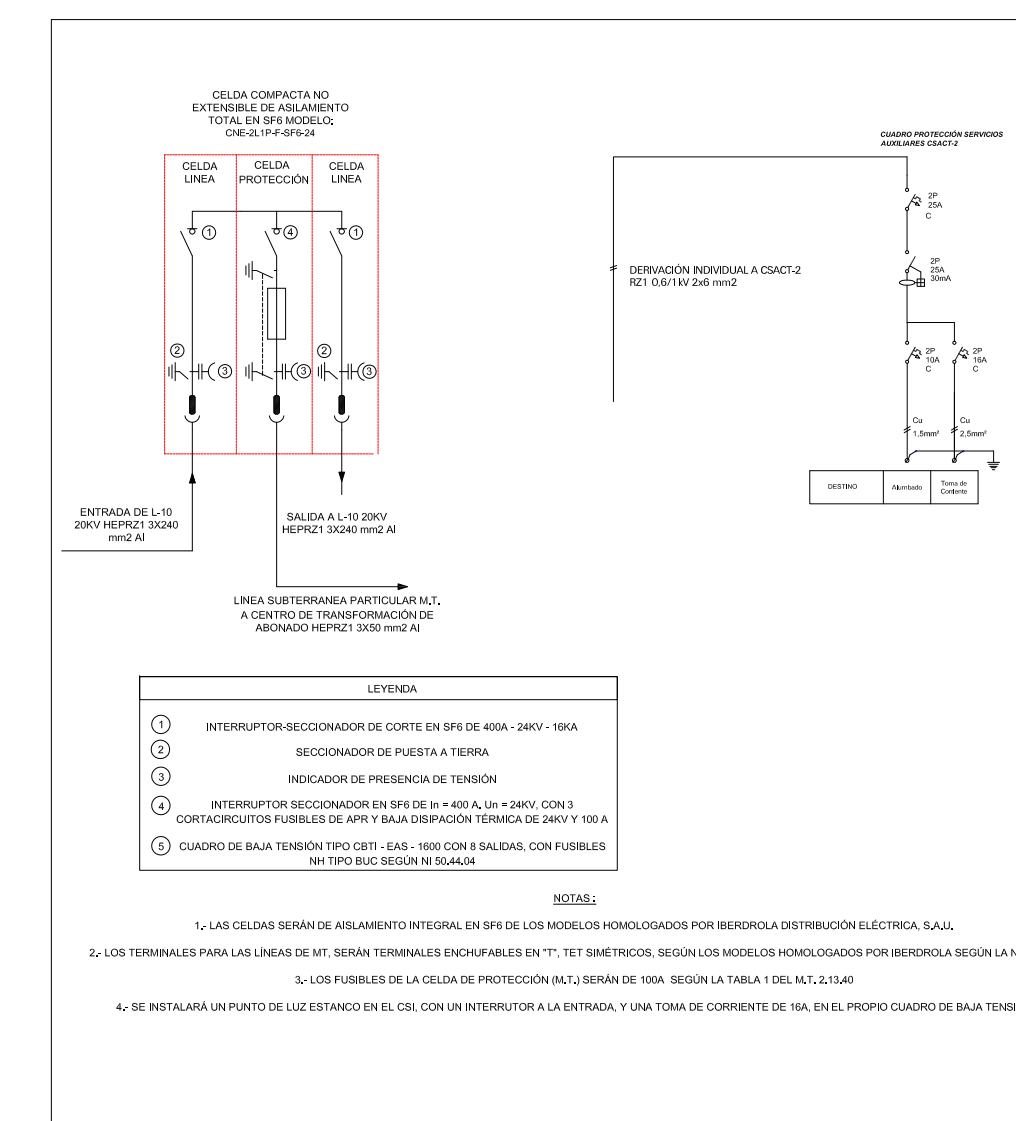 CELDA COMPACTA NO
EXTENSIBLE DE ASILAMIENTO
TOTAL EN SF6 MODELO:
CNE-2L1P-F-SF6-24
CELDA
LINEA
CELDA
PROTECCIÓN
CELDA
LINEA
1
4
1
2
3
3
2
3
ENTRADA DE L-10
20KV HEPRZ1 3X240
mm2 Al
SALIDA A L-10 20KV
HEPRZ1 3X240 mm2 Al
LINEA SUBTERRANEA PARTICULAR M.T.
A CENTRO DE TRANSFORMACIÓN DE
ABONADO HEPRZ1 3X50 mm2 Al
CUADRO PROTECCIÓN SERVICIOS
AUXILIARES CSACT-2
2P
25A
C
DERIVACIÓN INDIVIDUAL A CSACT-2
RZ1 0,6/1kV 2x6 mm2
2P
25A
30mA
2P
10A
C
2P
16A
C
Cu
1,5mm²
Cu
2,5mm²
DESTINO
Alumbado
Toma de
Corriente
LEYENDA
1 INTERRUPTOR-SECCIONADOR DE CORTE EN SF6 DE 400A - 24KV - 16KA
2 SECCIONADOR DE PUESTA A TIERRA
3 INDICADOR DE PRESENCIA DE TENSIÓN
4 INTERRUPTOR SECCIONADOR EN SF6 DE In = 400 A. Un = 24KV, CON 3
CORTACIRCUITOS FUSIBLES DE APR Y BAJA DISIPACIÓN TÉRMICA DE 24KV Y 100 A
5 CUADRO DE BAJA TENSIÓN TIPO CBTI - EAS - 1600 CON 8 SALIDAS, CON FUSIBLES
NH TIPO BUC SEGÚN NI 50.44.04
NOTAS :
1.- LAS CELDAS SERÁN DE AISLAMIENTO INTEGRAL EN SF6 DE LOS MODELOS HOMOLOGADOS POR IBERDROLA DISTRIBUCIÓN ELÉCTRICA, S.A.U.
2.- LOS TERMINALES PARA LAS LÍNEAS DE MT, SERÁN TERMINALES ENCHUFABLES EN "T", TET SIMÉTRICOS, SEGÚN LOS MODELOS HOMOLOGADOS POR IBERDROLA SEGÚN LA N
3.- LOS FUSIBLES DE LA CELDA DE PROTECCIÓN (M.T.) SERÁN DE 100A SEGÚN LA TABLA 1 DEL M.T. 2.13.40
4.- SE INSTALARÁ UN PUNTO DE LUZ ESTANCO EN EL CSI, CON UN INTERRUTOR A LA ENTRADA, Y UNA TOMA DE CORRIENTE DE 16A, EN EL PROPIO CUADRO DE BAJA TENSI